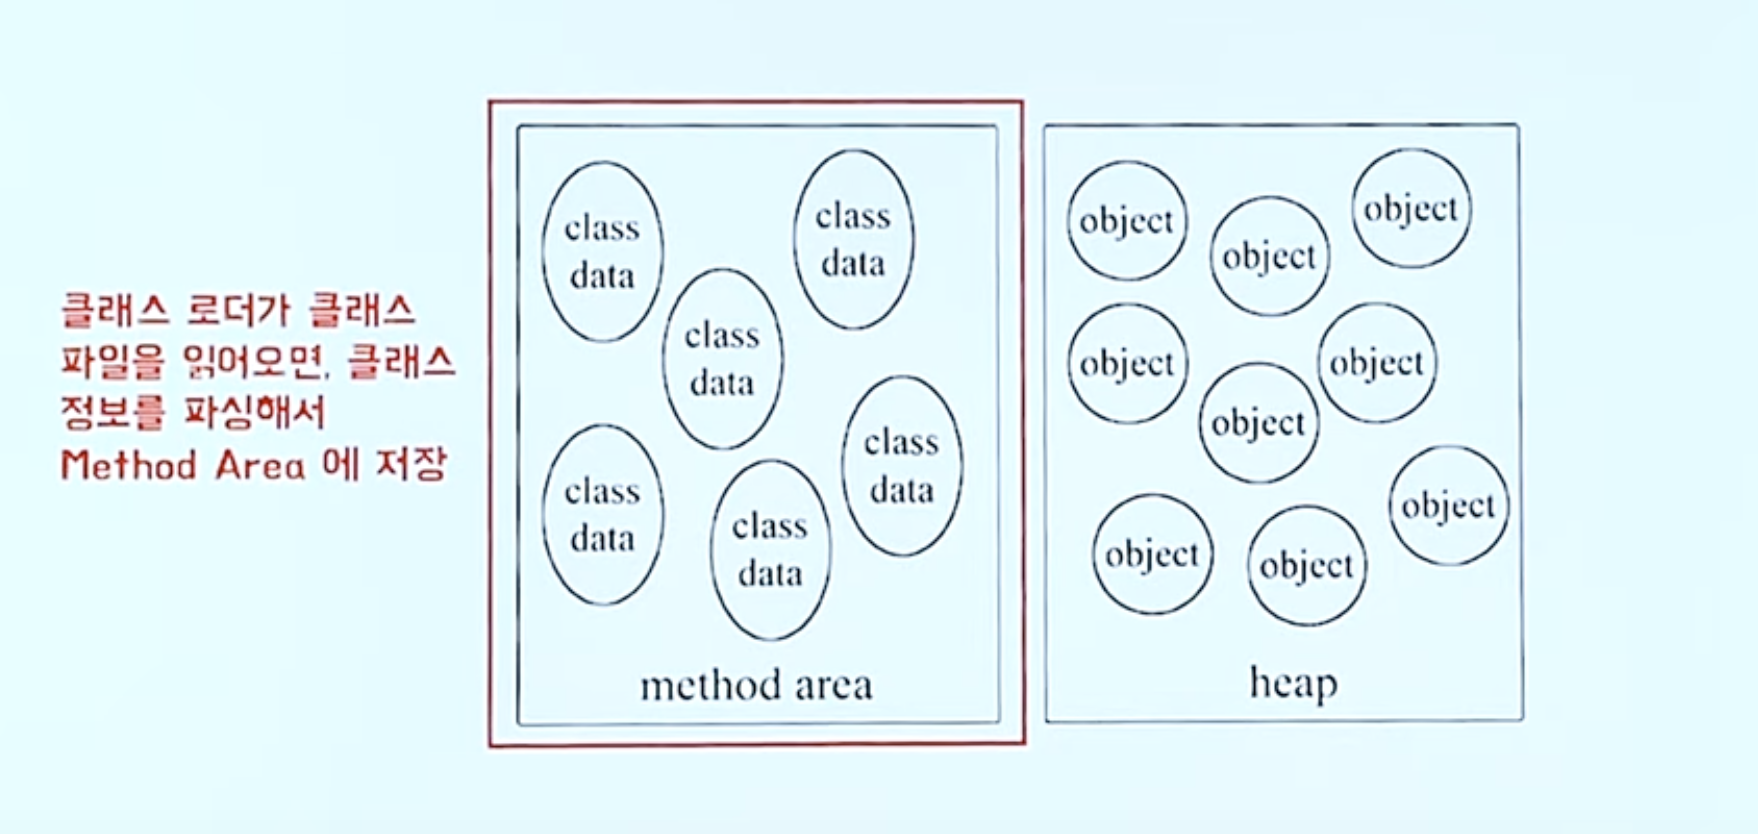 클래스 로더가 클래스
파일을 읽어오면, 클래스
정보를 파싱해서
Method Area 에 저장
class
data
class
data
class
data
class
data
class
data
class
data
method area
object
object
object
object
object
object
object
object
object
heap